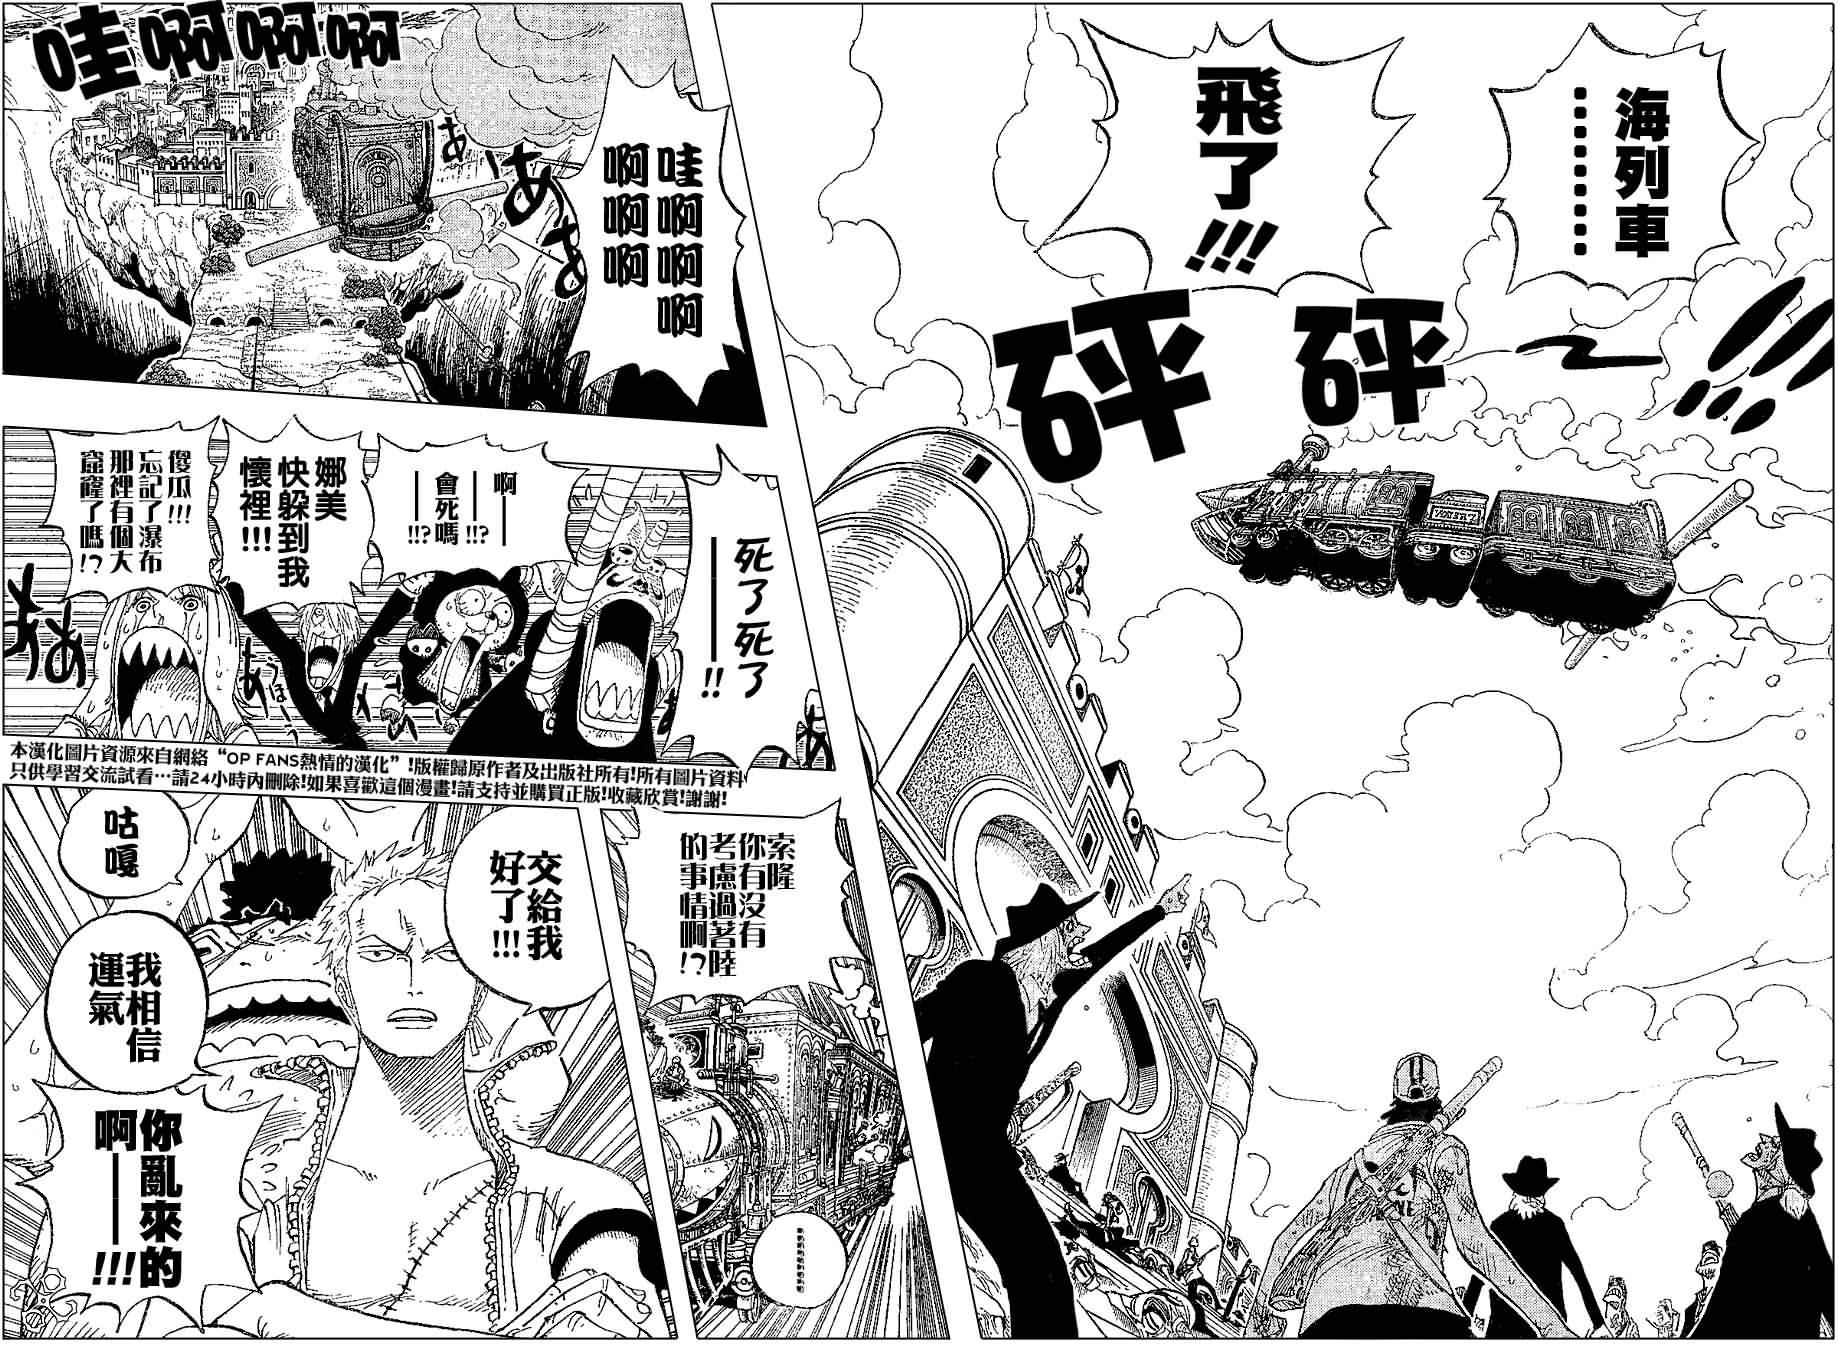 海列車
…………
飛了!!!
砰
砰
!!!
哇啊啊啊
哇啊啊啊
啊啊啊
あ
あ
あぁ
死了死了
——!!
啊——
——!!?
會死嗎
——!!?
娜美
快躲到我
懷裡!!!
傻瓜!!!
忘記了瀑布
那裡有個大
窟窿了嗎!?
ああ
本漢化圖片資源來自網絡“OP FANS熱情的漢化”!版權歸原作者及出版社所有!所有圖片資料
只供學習交流試看…請24小時內刪除!如果喜歡這個漫畫!請支持並購買正版!收藏欣賞!謝謝!
索隆
你有沒有
考慮過著陸
的事情啊!?
…………
交給我
好了!!!
咕嘎
我相信
運氣
你亂來的
啊——!!!